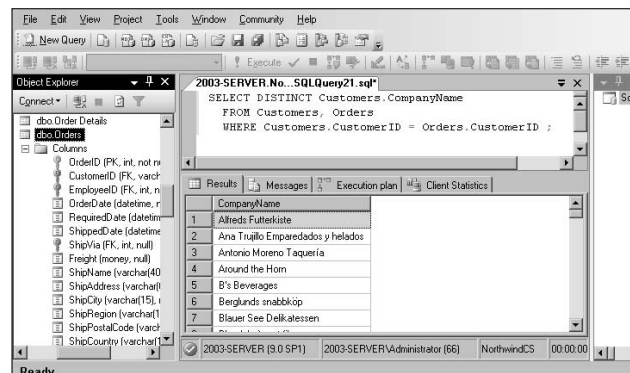 File Edit View Project Tools Window Community Help
New Query
Execute
Object Explorer
Connect
dbo.Order Details
dbo.Orders
Columns
OrderID (PK, int, not n
CustomerID (FK, varch
EmployeeID (FK, int, n
OrderDate (datetime, r
RequiredDate (datetim
ShippedDate (datetime
ShipVia (FK, int, null)
Freight (money, null)
ShipName (varchar(40
ShipAddress (varchar(
ShipCity (varchar(15),
ShipRegion (varchar(1
ShipPostalCode (varch
ShipCountry (varchar(1
2003-SERVER.No...SQLQuery21.sql*
SELECT DISTINCT Customers.CompanyName
FROM Customers, Orders
WHERE Customers.CustomerID = Orders.CustomerID ;
Results Messages Execution plan Client Statistics
CompanyName
1 Alfreds Futterkiste
2 Ana Trujillo Emparedados y helados
3 Antonio Moreno Taquería
4 Around the Horn
5 B's Beverages
6 Berglunds snabbköp
7 Blauer See Delikatessen
2003-SERVER (9.0 SP1) 2003-SERVER\Administrator (66) NorthwindCS 00:00:00
Ready